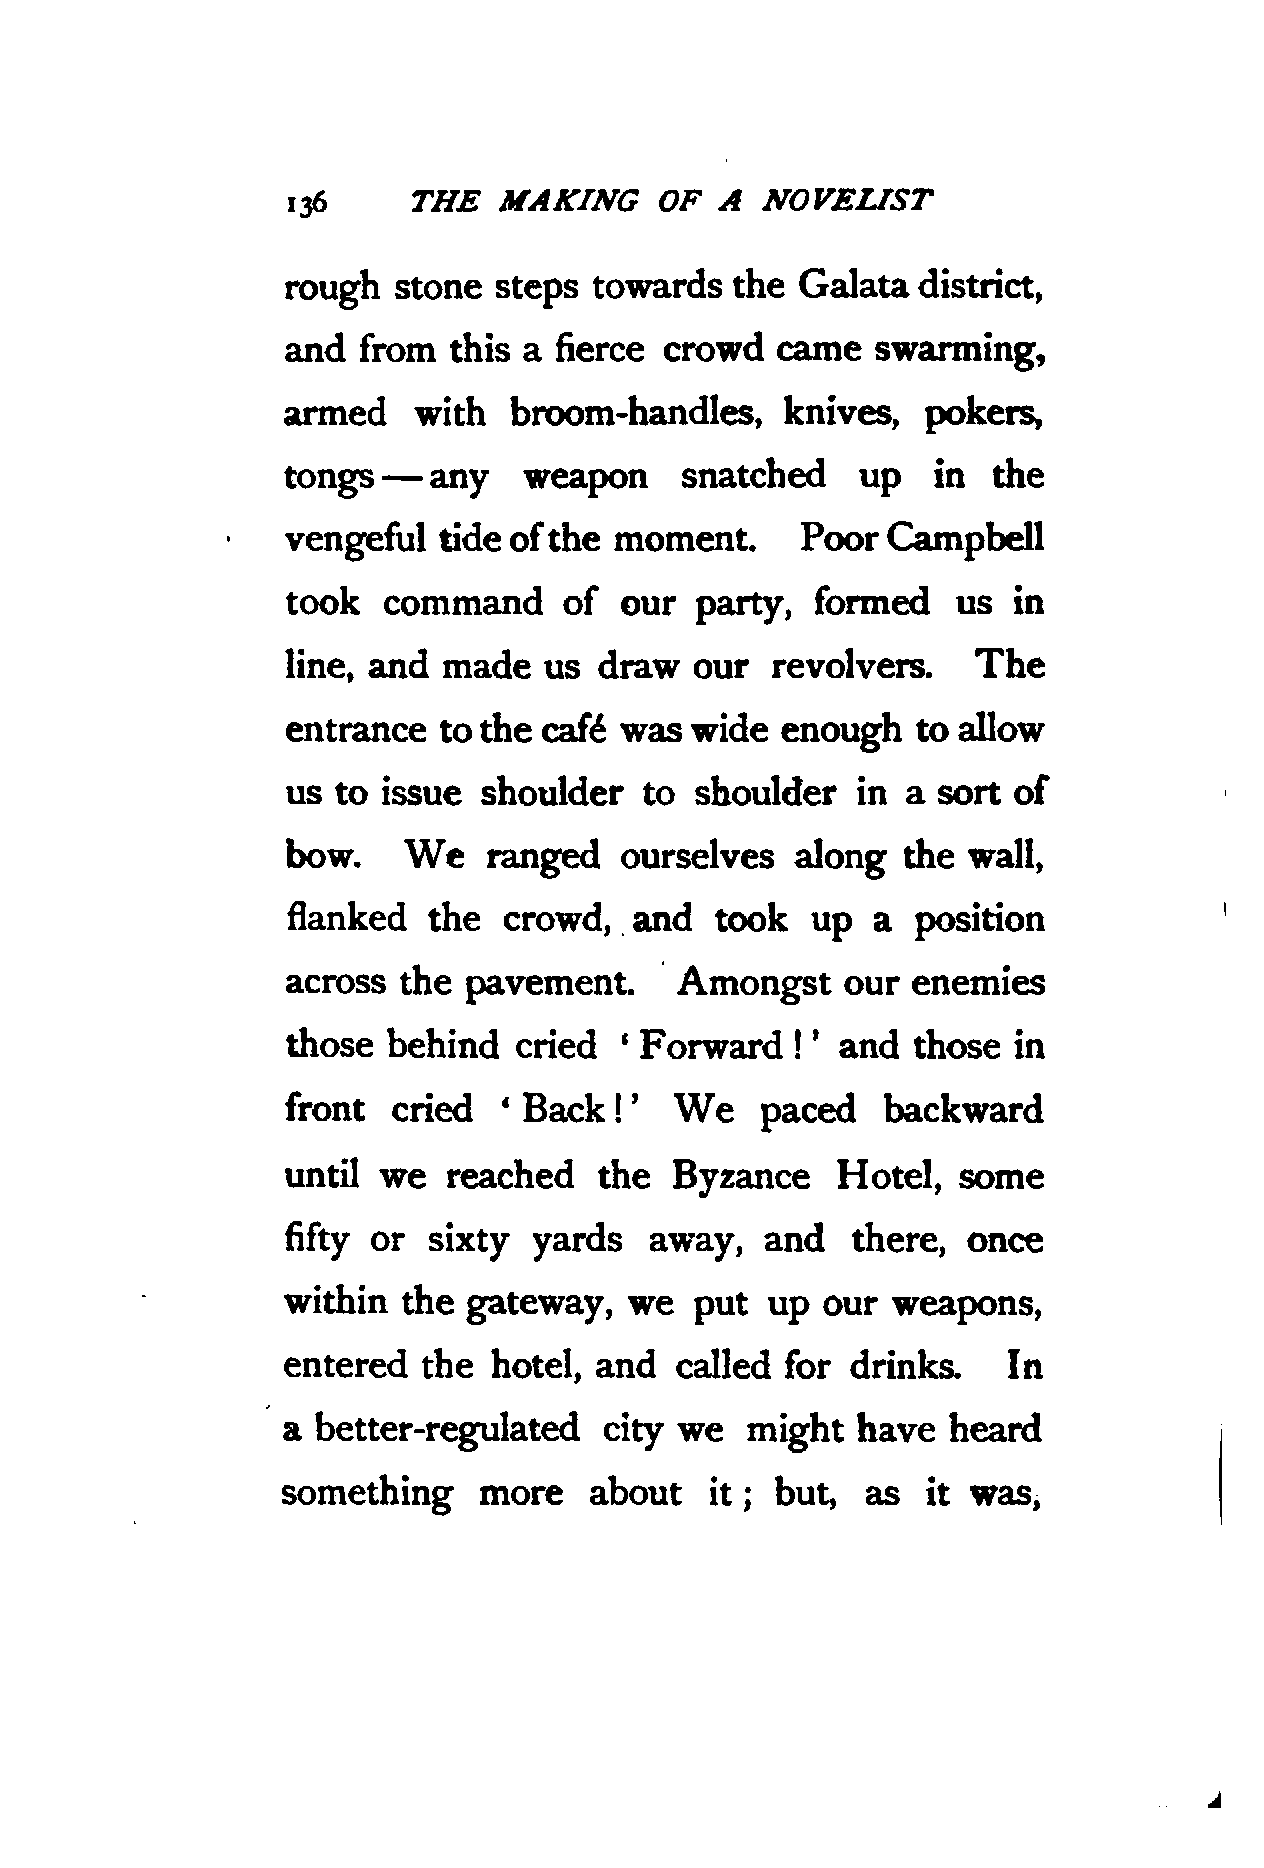 136 THE MAKING OF A NOVELIST
rough stone steps towards the Galata district,
and from this a fierce crowd came swarming,
armed with broom-handles, knives, pokers,
tongs — any weapon snatched up in the
vengeful tide of the moment. Poor Campbell
took command of our party, formed us in
line, and made us draw our revolvers. The
entrance to the café was wide enough to allow
us to issue shoulder to shoulder in a sort of
bow. We ranged ourselves along the wall,
flanked the crowd, and took up a position
across the pavement. Amongst our enemies
those behind cried ‘ Forward ! ’ and those in
front cried ‘ Back ! ’ We paced backward
until we reached the Byzance Hotel, some
fifty or sixty yards away, and there, once
within the gateway, we put up our weapons,
entered the hotel, and called for drinks. In
a better-regulated city we might have heard
something more about it ; but, as it was,